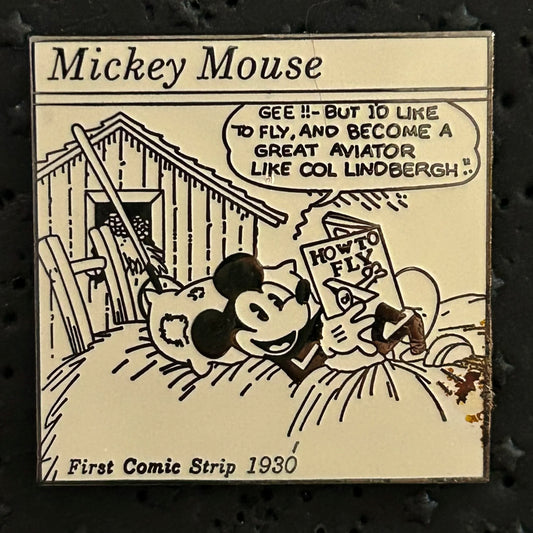 Mickey Mouse
GEE !!- BUT I'D LIKE
TO FLY, AND BECOME A
GREAT AVIATOR
LIKE COL LINDBERGH !!
HOW TO
FLY
First Comic Strip 1930